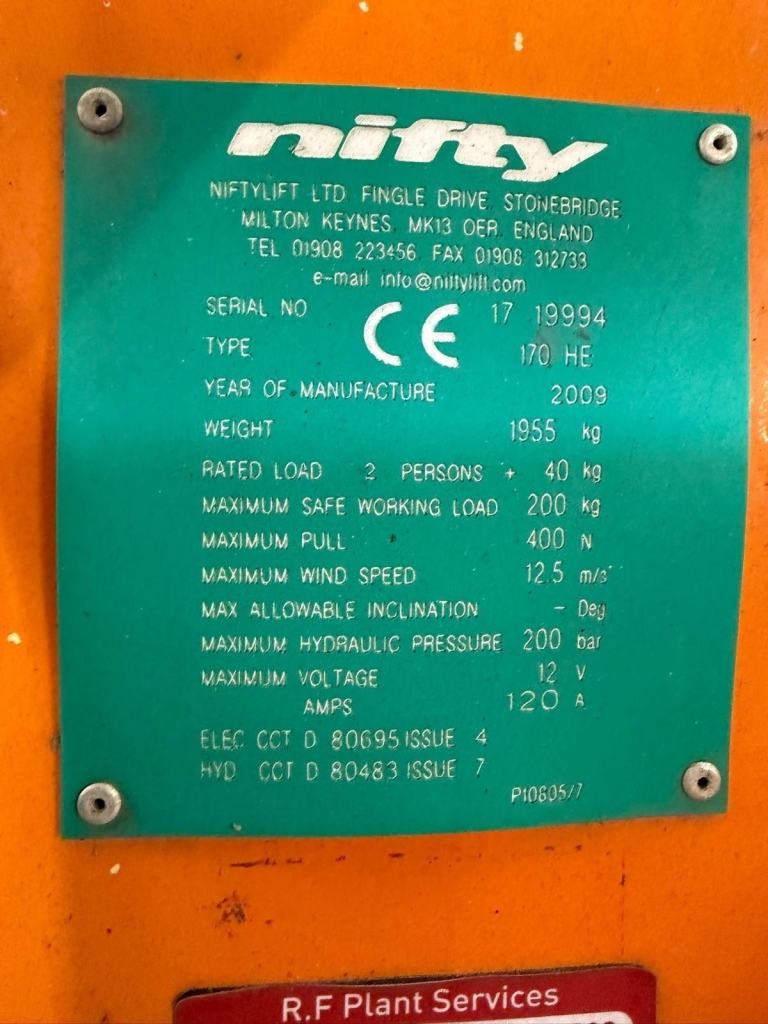 nifty
NIFTYLIFT LTD FINGLE DRIVE, STONEBRIDGE,
MILTON KEYNES, MK13 OER, ENGLAND
TEL 01908 223456 FAX 01908 312733
e-mail info@niftylift.com
SERIAL NO CE 17 19994
TYPE 170 HE
YEAR OF MANUFACTURE 2009
WEIGHT 1955 kg
RATED LOAD 2 PERSONS + 40 kg
MAXIMUM SAFE WORKING LOAD 200 kg
MAXIMUM PULL 400 N
MAXIMUM WIND SPEED 12.5 m/s
MAX ALLOWABLE INCLINATION - Deg
MAXIMUM HYDRAULIC PRESSURE 200 bar
MAXIMUM VOLTAGE 12 V
AMPS 120 A
ELEC CCT D 80695 ISSUE 4
HYD CCT D 80483 ISSUE 7
P10805/7
R.F Plant Services